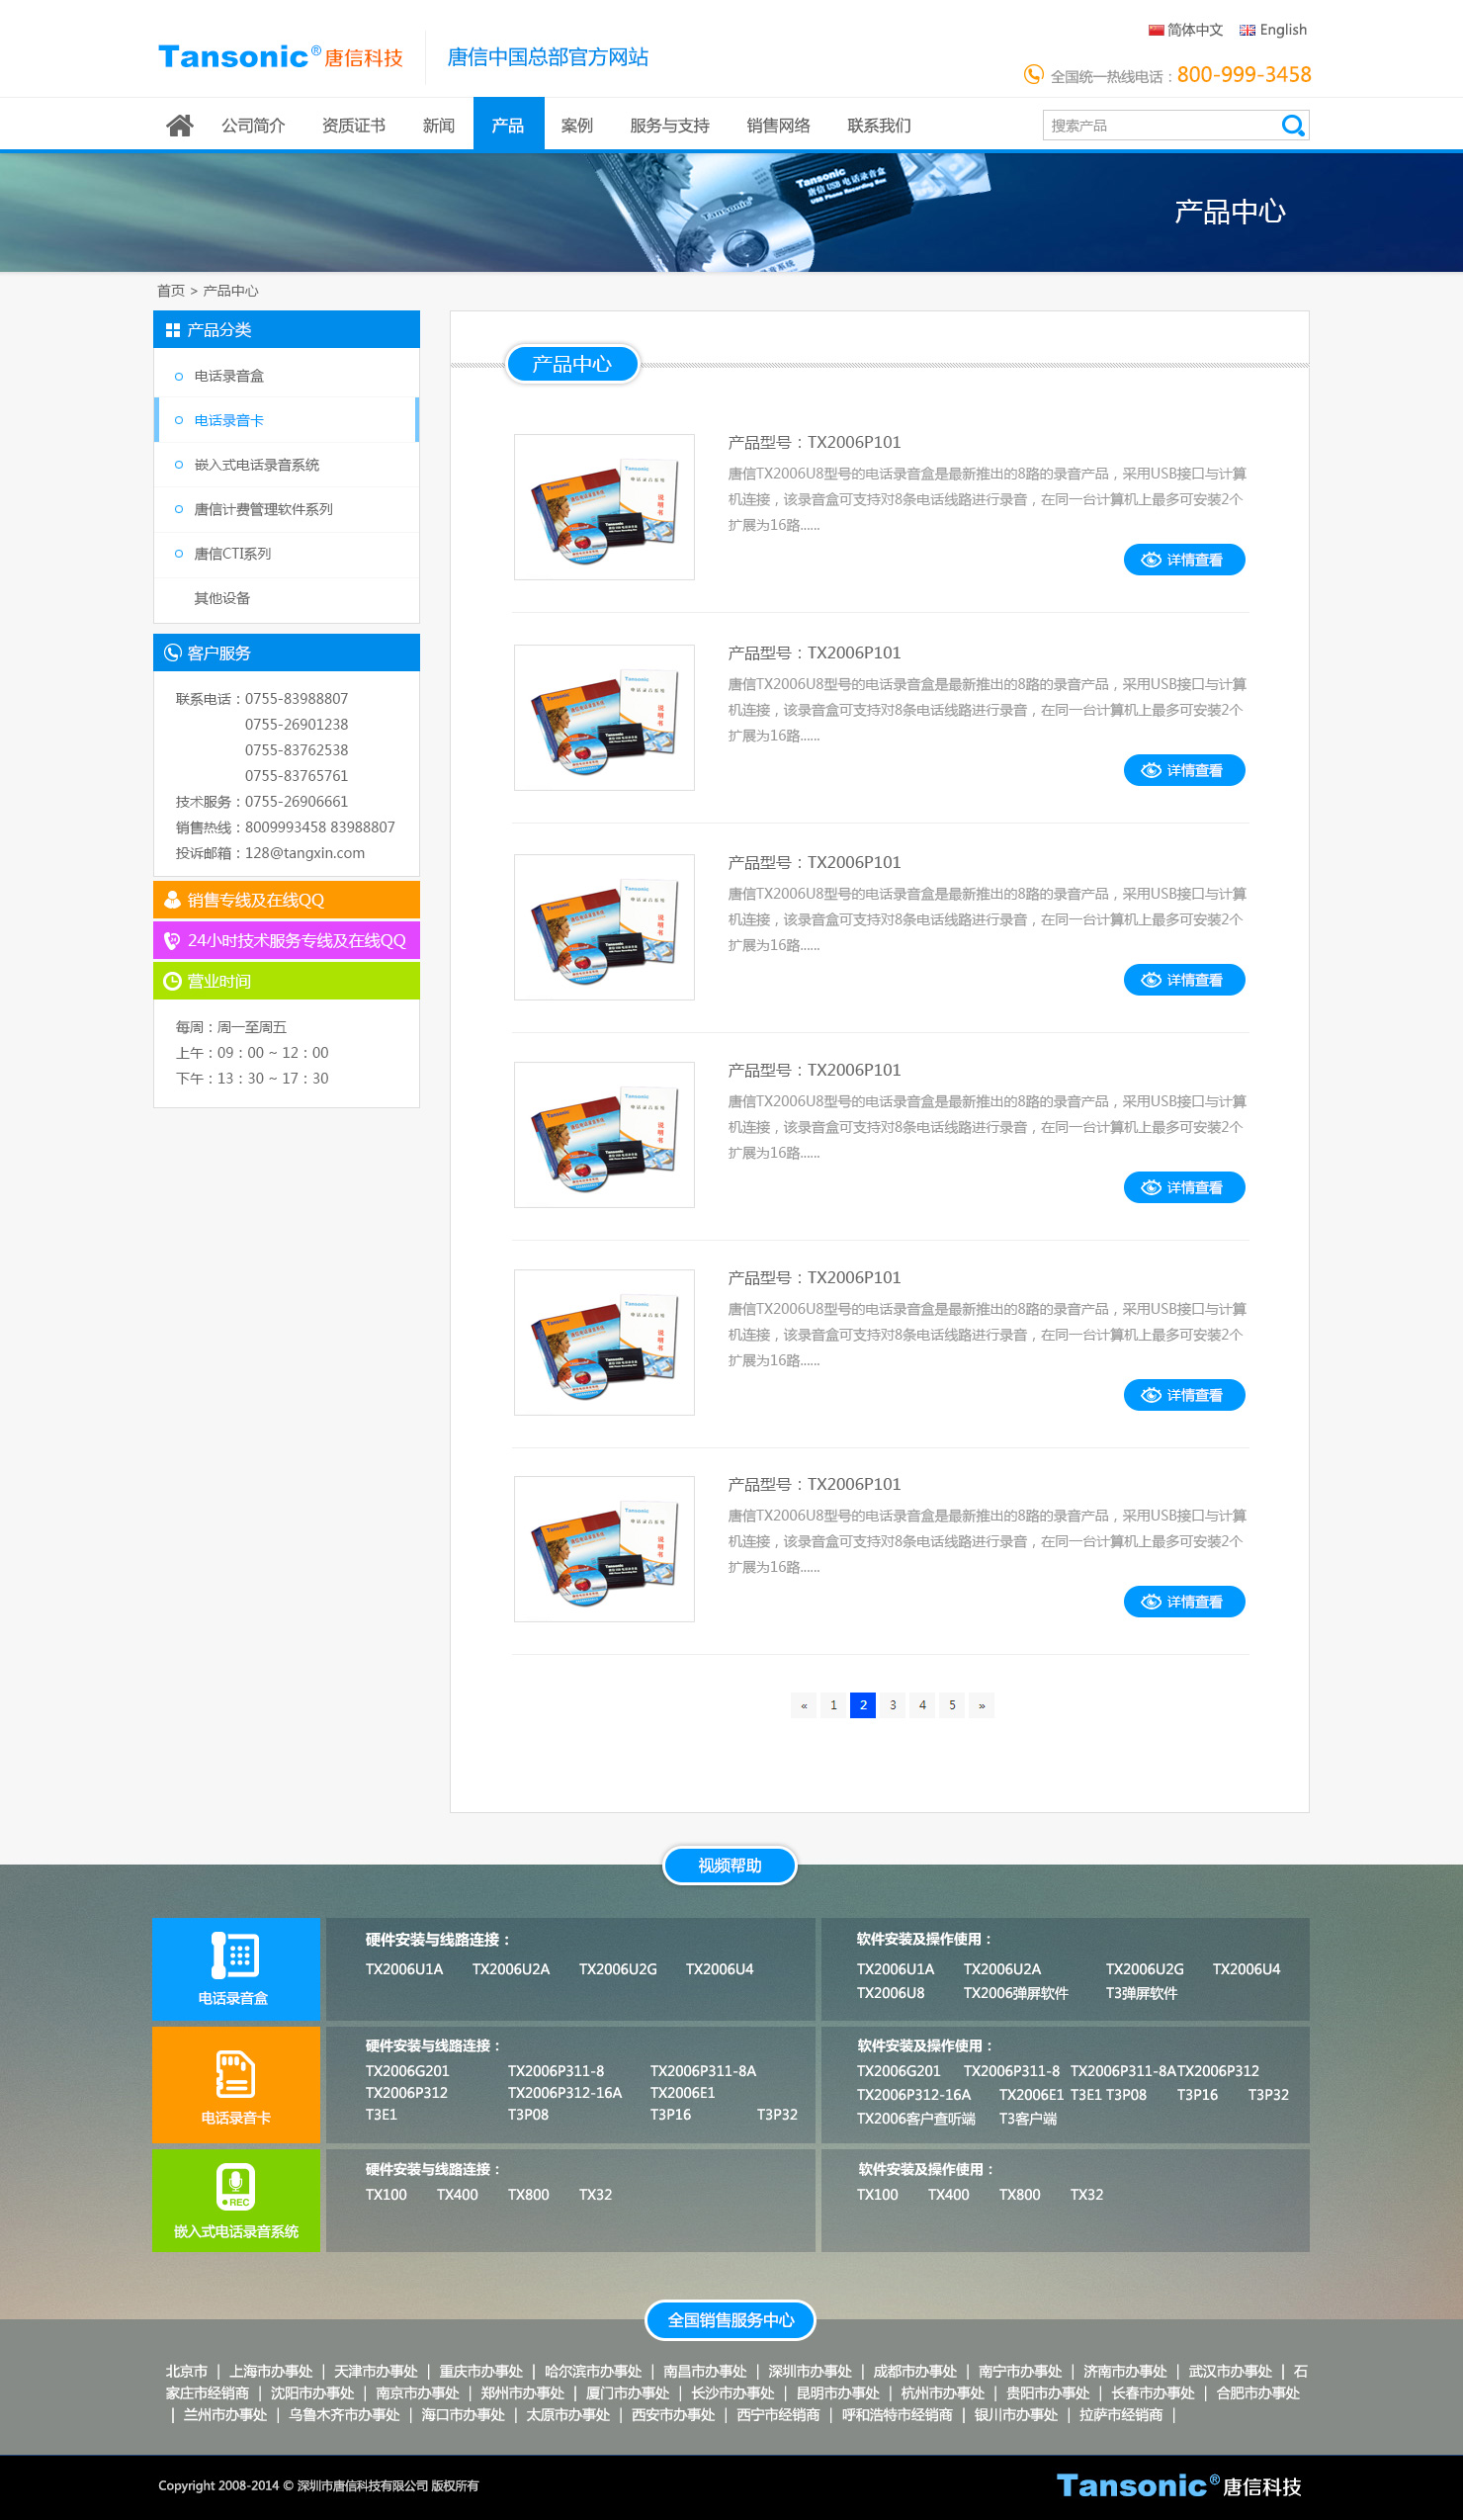 简体中文 English
Tansonic®唐信科技 唐信中国总部官方网站
全国统一热线电话：800-999-3458
公司简介 资质证书 新闻 产品 案例 服务与支持 销售网络 联系我们 搜索产品
产品中心
首页 > 产品中心
产品分类
电话录音盒
电话录音卡
嵌入式电话录音系统
唐信计费管理软件系列
唐信CTI系列
其他设备
客户服务
联系电话：0755-83988807
0755-26901238
0755-83762538
0755-83765761
技术服务：0755-26906661
销售热线：8009993458 83988807
投诉邮箱：128@tangxin.com
销售专线及在线QQ
24小时技术服务专线及在线QQ
营业时间
每周：周一至周五
上午：09：00 ~ 12：00
下午：13：30 ~ 17：30
产品中心
产品型号：TX2006P101
唐信TX2006U8型号的电话录音盒是最新推出的8路的录音产品，采用USB接口与计算
机连接，该录音盒可支持对8条电话线路进行录音，在同一台计算机上最多可安装2个
扩展为16路......
详情查看
产品型号：TX2006P101
唐信TX2006U8型号的电话录音盒是最新推出的8路的录音产品，采用USB接口与计算
机连接，该录音盒可支持对8条电话线路进行录音，在同一台计算机上最多可安装2个
扩展为16路......
详情查看
产品型号：TX2006P101
唐信TX2006U8型号的电话录音盒是最新推出的8路的录音产品，采用USB接口与计算
机连接，该录音盒可支持对8条电话线路进行录音，在同一台计算机上最多可安装2个
扩展为16路......
详情查看
产品型号：TX2006P101
唐信TX2006U8型号的电话录音盒是最新推出的8路的录音产品，采用USB接口与计算
机连接，该录音盒可支持对8条电话线路进行录音，在同一台计算机上最多可安装2个
扩展为16路......
详情查看
产品型号：TX2006P101
唐信TX2006U8型号的电话录音盒是最新推出的8路的录音产品，采用USB接口与计算
机连接，该录音盒可支持对8条电话线路进行录音，在同一台计算机上最多可安装2个
扩展为16路......
详情查看
产品型号：TX2006P101
唐信TX2006U8型号的电话录音盒是最新推出的8路的录音产品，采用USB接口与计算
机连接，该录音盒可支持对8条电话线路进行录音，在同一台计算机上最多可安装2个
扩展为16路......
详情查看
« 1 2 3 4 5 »
视频帮助
电话录音盒
硬件安装与线路连接：
TX2006U1A TX2006U2A TX2006U2G TX2006U4
软件安装及操作使用：
TX2006U1A TX2006U2A TX2006U2G TX2006U4
TX2006U8 TX2006弹屏软件 T3弹屏软件
电话录音卡
硬件安装与线路连接：
TX2006G201 TX2006P311-8 TX2006P311-8A
TX2006P312 TX2006P312-16A TX2006E1
T3E1 T3P08 T3P16 T3P32
软件安装及操作使用：
TX2006G201 TX2006P311-8 TX2006P311-8ATX2006P312
TX2006P312-16A TX2006E1 T3E1 T3P08 T3P16 T3P32
TX2006客户查听端 T3客户端
REC
嵌入式电话录音系统
硬件安装与线路连接：
TX100 TX400 TX800 TX32
软件安装及操作使用：
TX100 TX400 TX800 TX32
全国销售服务中心
北京市 | 上海市办事处 | 天津市办事处 | 重庆市办事处 | 哈尔滨市办事处 | 南昌市办事处 | 深圳市办事处 | 成都市办事处 | 南宁市办事处 | 济南市办事处 | 武汉市办事处 | 石
家庄市经销商 | 沈阳市办事处 | 南京市办事处 | 郑州市办事处 | 厦门市办事处 | 长沙市办事处 | 昆明市办事处 | 杭州市办事处 | 贵阳市办事处 | 长春市办事处 | 合肥市办事处
| 兰州市办事处 | 乌鲁木齐市办事处 | 海口市办事处 | 太原市办事处 | 西安市办事处 | 西宁市经销商 | 呼和浩特市经销商 | 银川市办事处 | 拉萨市经销商 |
Copyright 2008-2014 © 深圳市唐信科技有限公司 版权所有
Tansonic®唐信科技